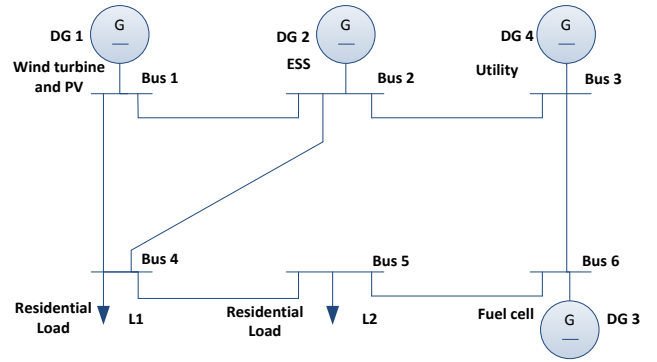 G
DG 1
Wind turbine
and PV
Bus 1
G
DG 2
ESS
Bus 2
G
DG 4
Utility
Bus 3
Bus 4
Residential
Load
L1
Bus 5
Residential
Load
L2
Bus 6
Fuel cell
G
DG 3